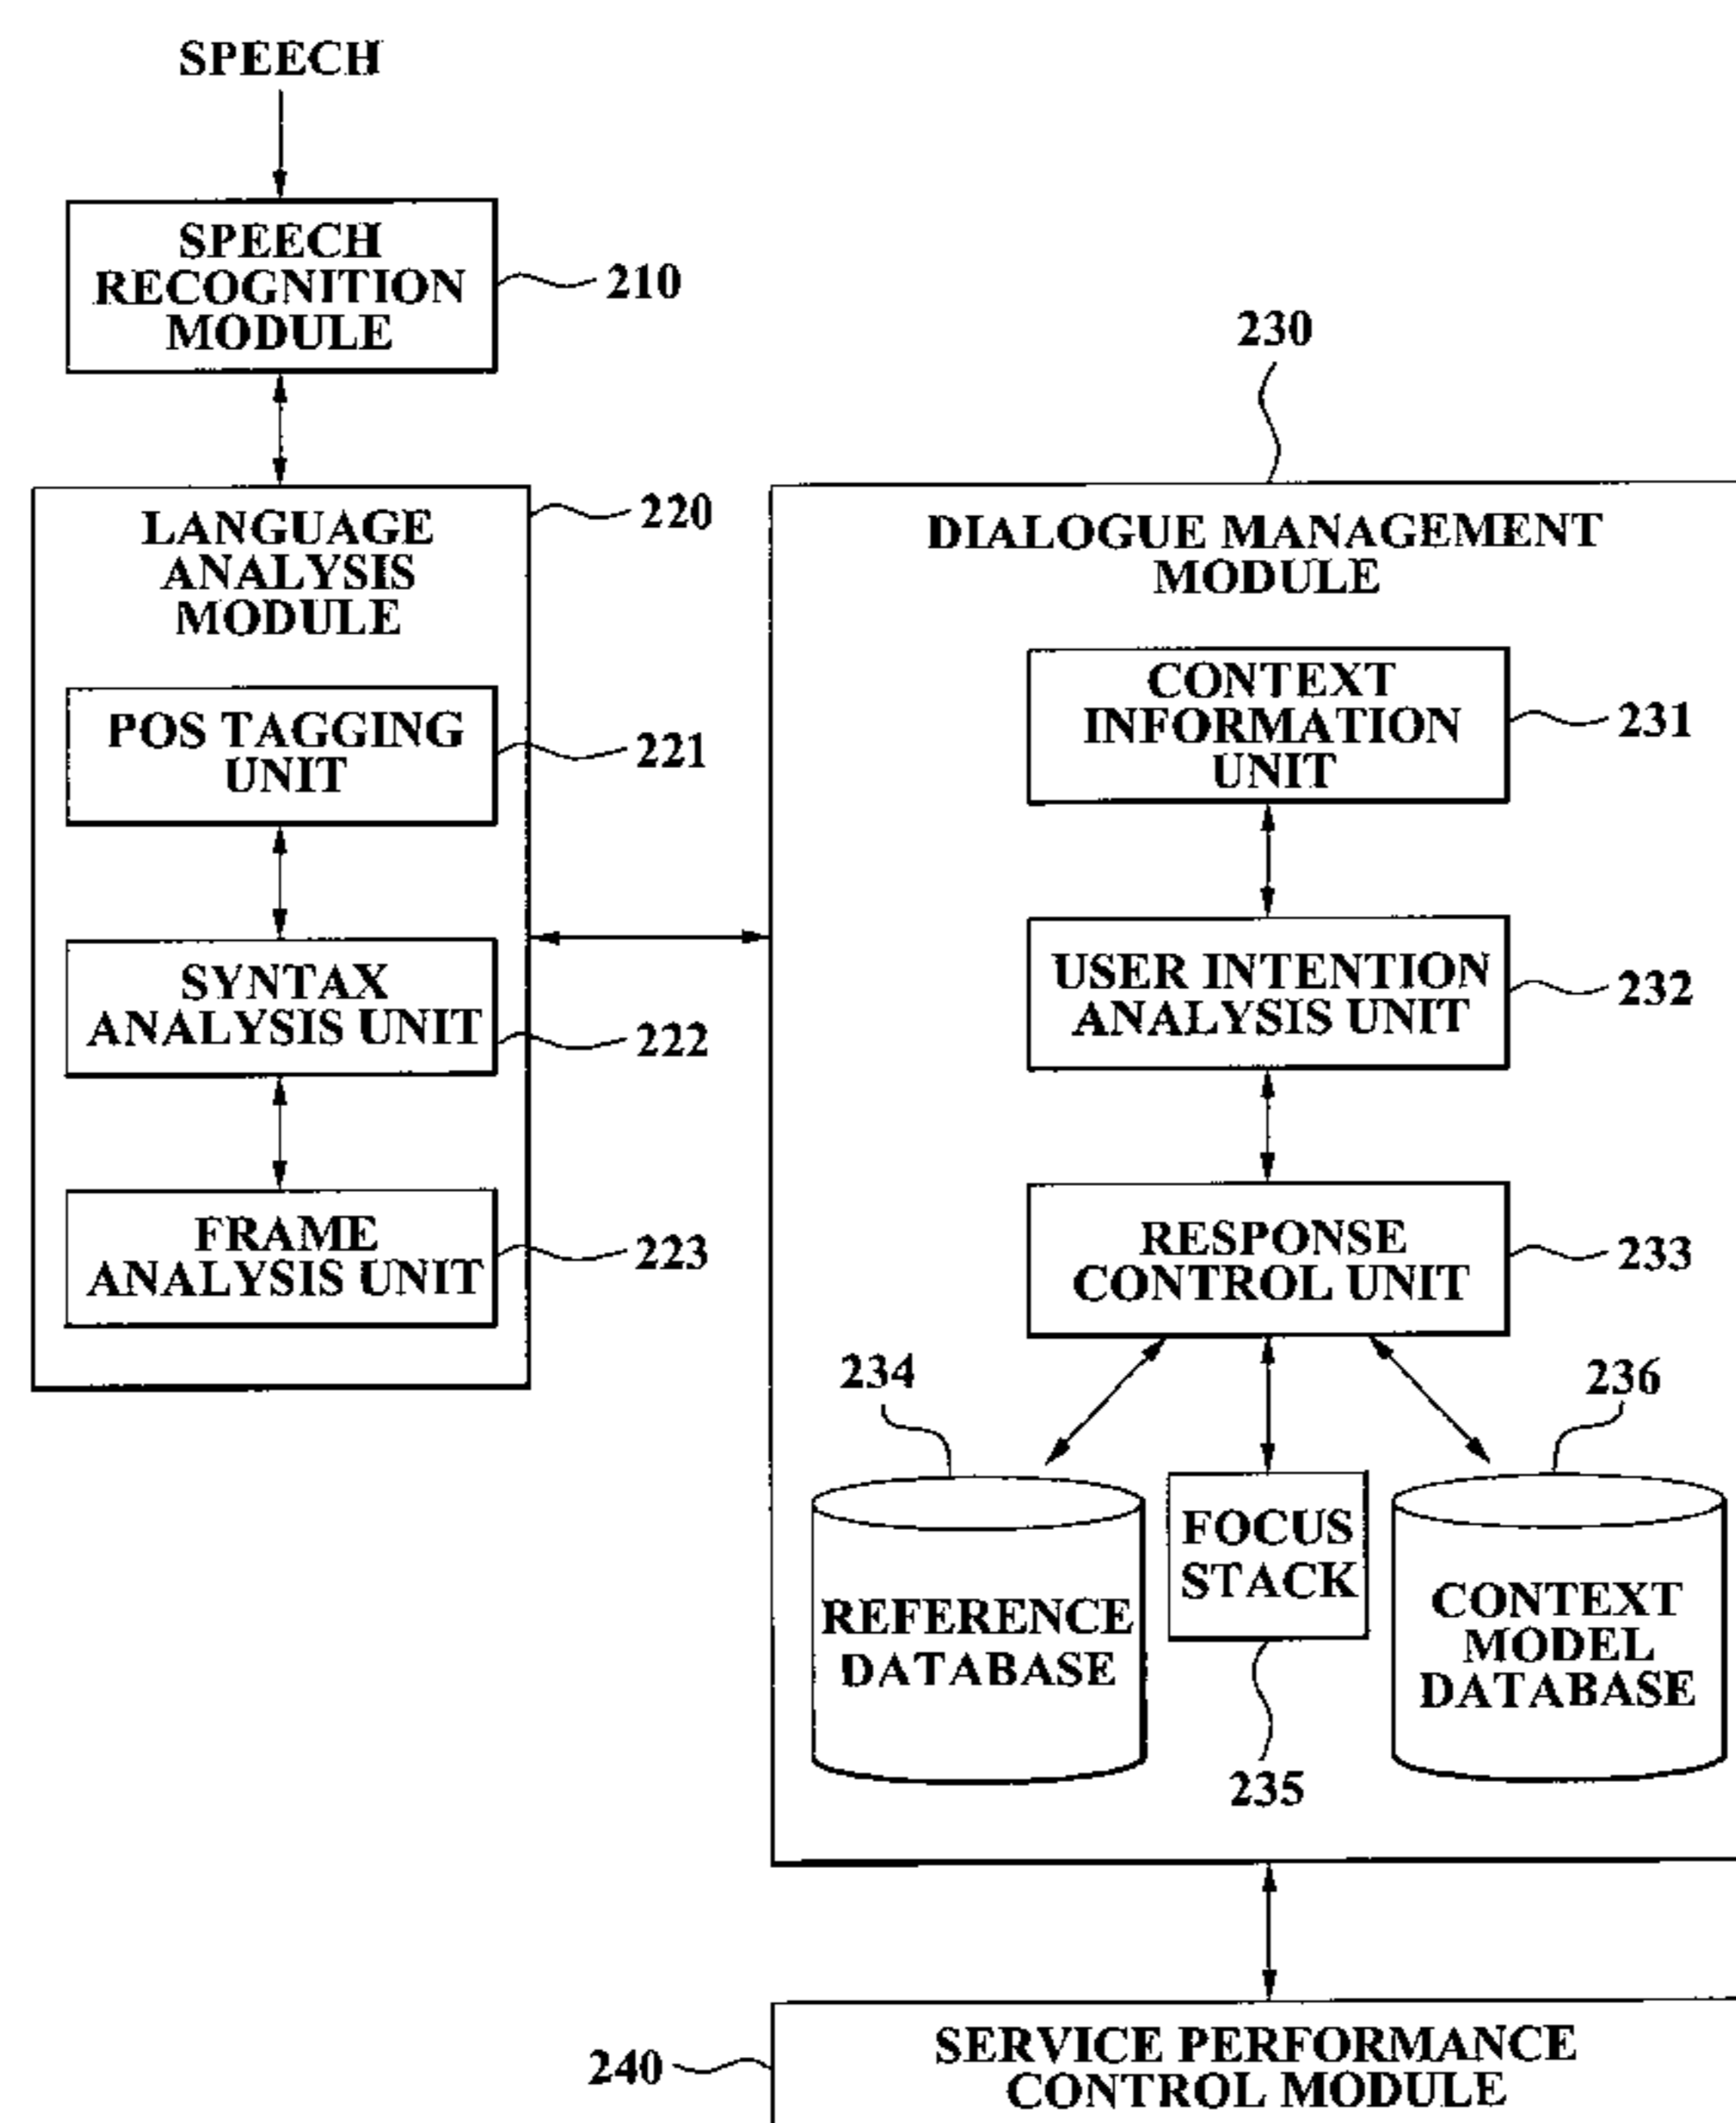 SPEECH
SPEECH
RECOGNITION
MODULE
210
LANGUAGE
ANALYSIS
MODULE
220
POS TAGGING
UNIT
221
SYNTAX
ANALYSIS UNIT
222
FRAME
ANALYSIS UNIT
223
230
DIALOGUE MANAGEMENT
MODULE
CONTEXT
INFORMATION
UNIT
231
USER INTENTION
ANALYSIS UNIT
232
RESPONSE
CONTROL UNIT
233
234
REFERENCE
DATABASE
FOCUS
STACK
235
236
CONTEXT
MODEL
DATABASE
240
SERVICE PERFORMANCE
CONTROL MODULE